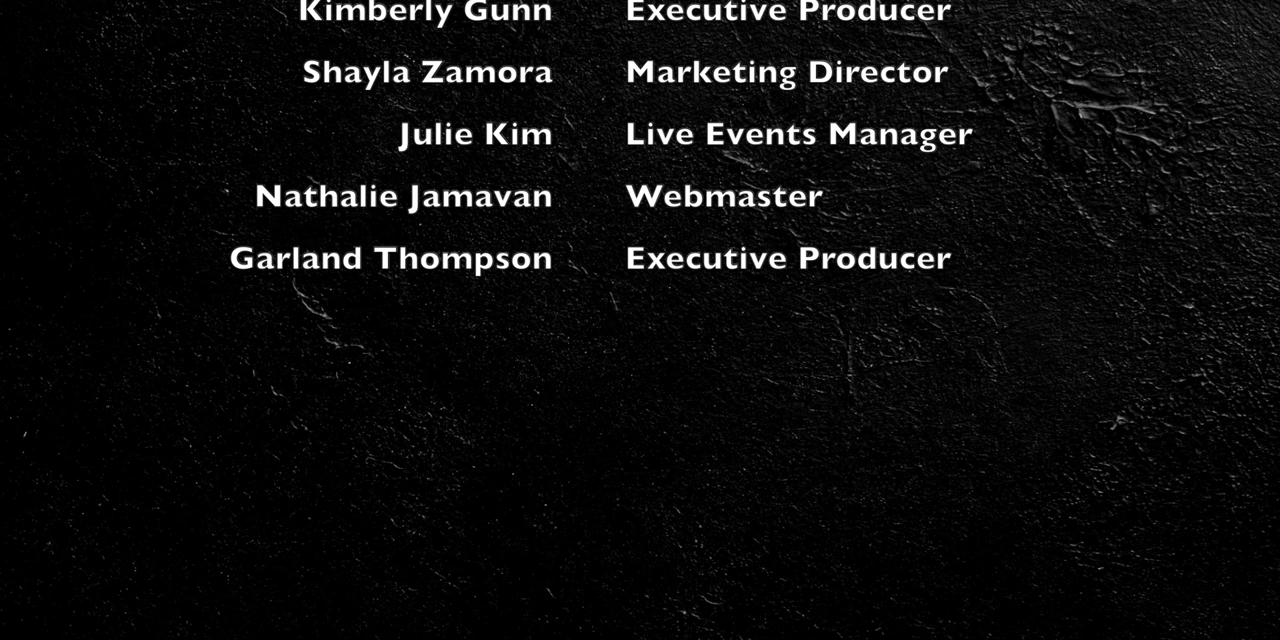 Kimberly Gunn Executive Producer
Shayla Zamora Marketing Director
Julie Kim Live Events Manager
Nathalie Jamavan Webmaster
Garland Thompson Executive Producer